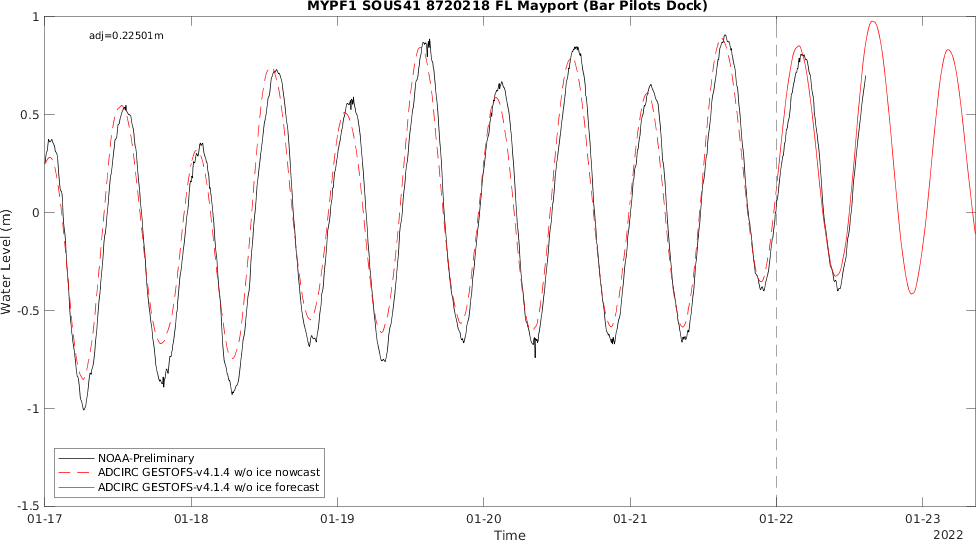 MYPF1 SOUS41 8720218 FL Mayport (Bar Pilots Dock)
adj=0.22501m
1
0.5
0
-0.5
-1
-1.5
Water Level (m)
NOAA-Preliminary
ADCIRC GESTOFS-v4.1.4 w/o ice nowcast
ADCIRC GESTOFS-v4.1.4 w/o ice forecast
01-17 01-18 01-19 01-20 01-21 01-22 01-23
Time
2022